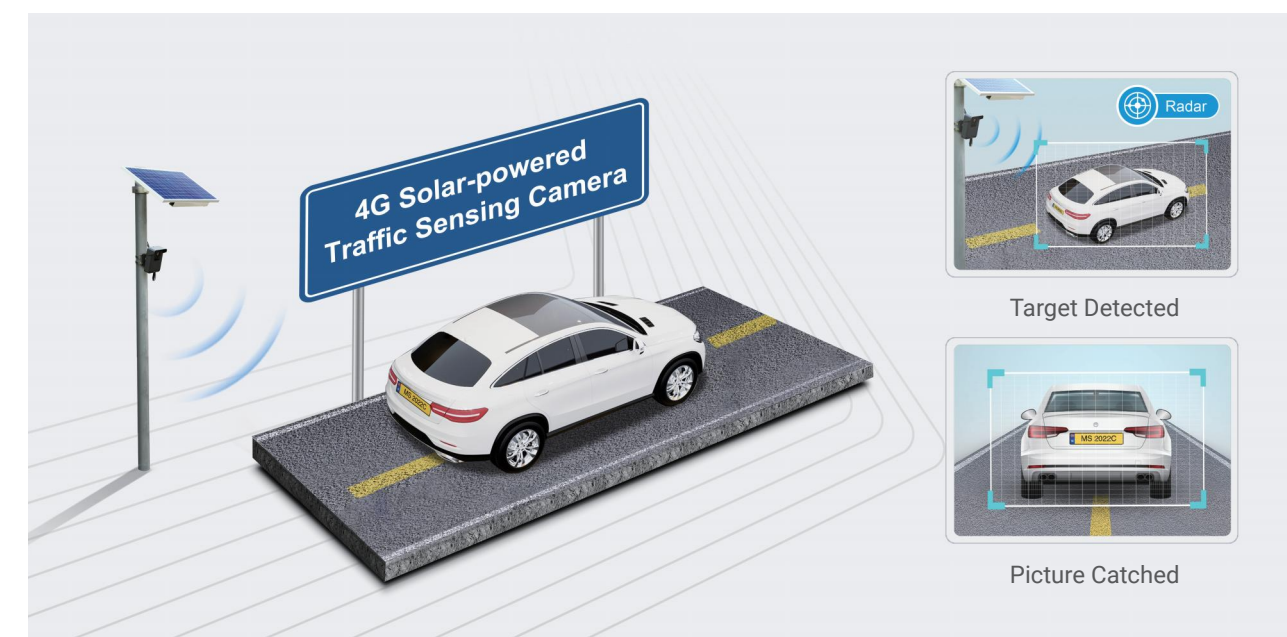 4G Solar-powered
Traffic Sensing Camera
MS 2022C
Radar
Target Detected
MS 2022C
Picture Catched